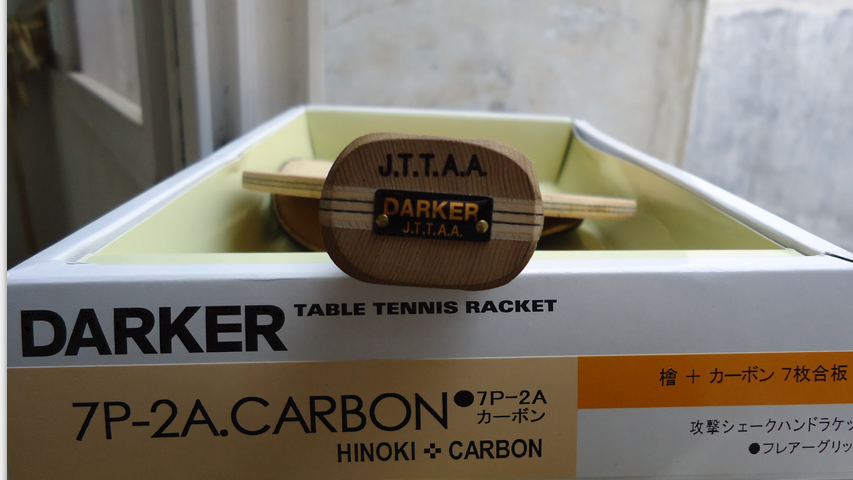 J.T.T.A.A.
DARKER
J.T.T.A.A.
DARKER TABLE TENNIS RACKET
7P-2A.CARBON ●7P-2A
カーボン
HINOKI CARBON
檜 + カーボン 7枚合板
攻撃シェークハンドラケッ
●フレアーグリッ